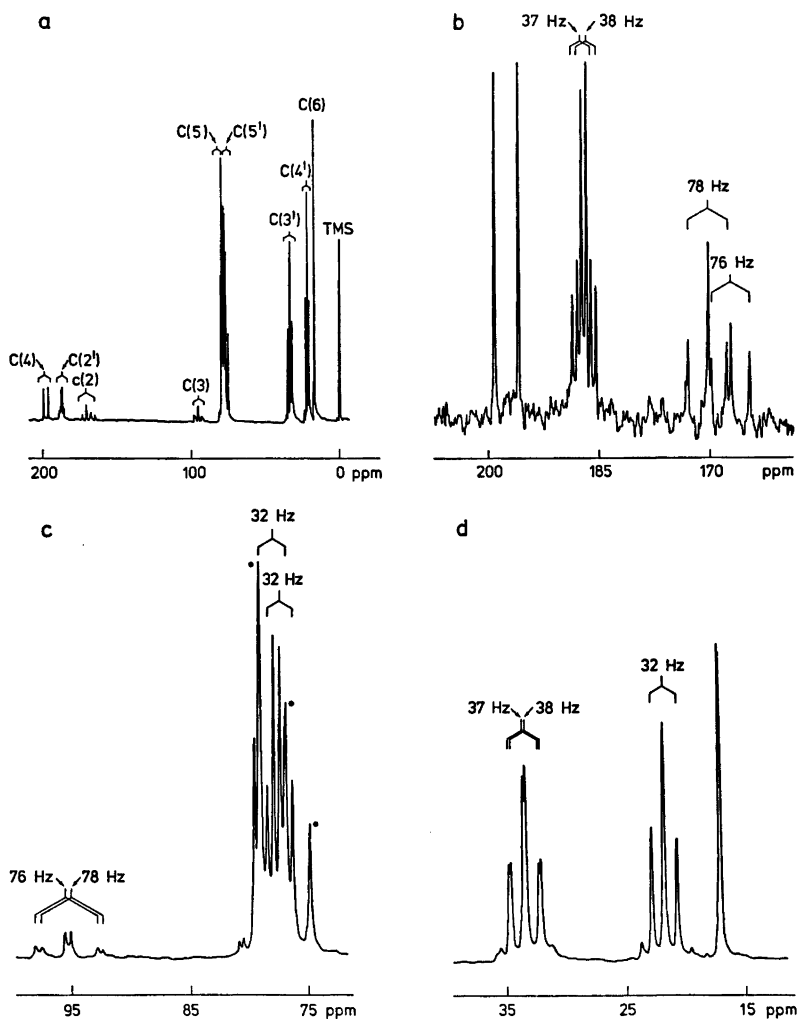 a
C(6)
C(5) C(5')
C(4')
C(3')
TMS
C(4) C(2')
c(2)
C(3)
200 100 0 ppm
b
37 Hz 38 Hz
78 Hz
76 Hz
200 185 170 ppm
c
32 Hz
32 Hz
76 Hz 78 Hz
95 85 75 ppm
d
32 Hz
37 Hz 38 Hz
35 25 15 ppm